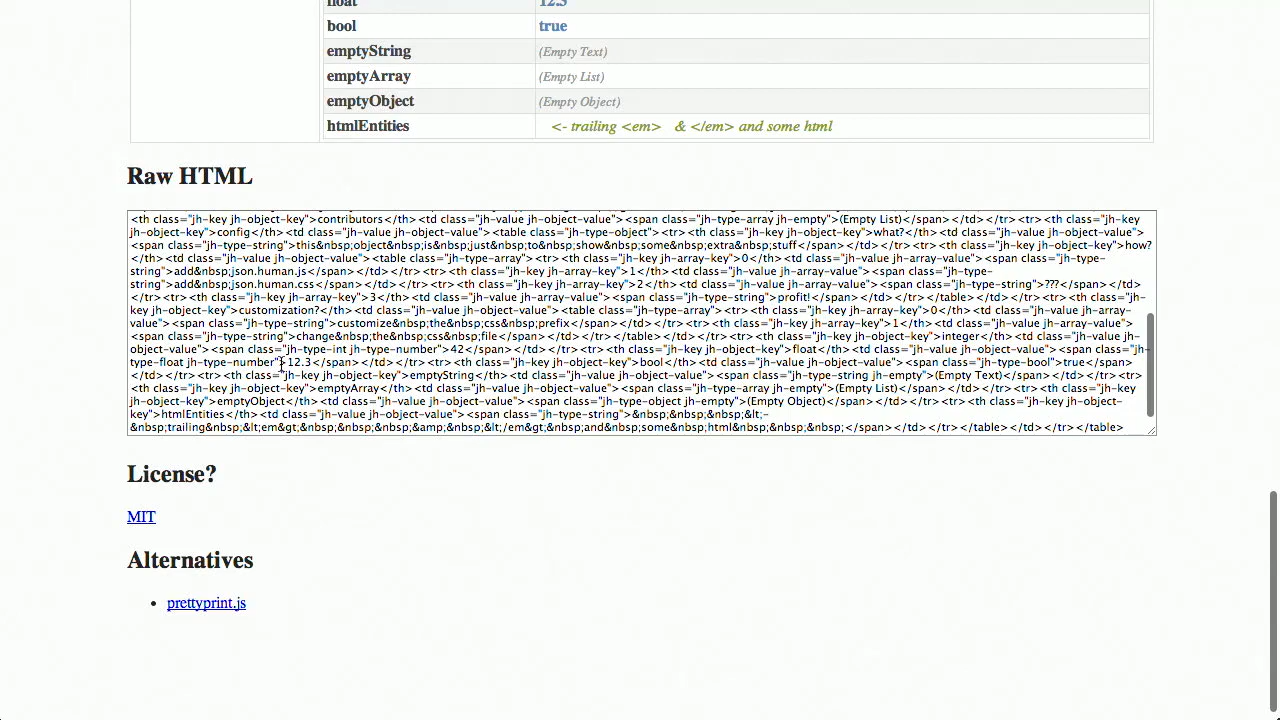 float 12.3
bool true
emptyString (Empty Text)
emptyArray (Empty List)
emptyObject (Empty Object)
htmlEntities <- trailing <em> & </em> and some html
Raw HTML
<th class="jh-key jh-object-key">contributors</th><td class="jh-value jh-object-value"><span class="jh-type-array jh-empty">(Empty List)</span></td></tr><tr><th class="jh-key
jh-object-key">config</th><td class="jh-value jh-object-value"><table class="jh-type-object"><tr><th class="jh-key jh-object-key">what?</th><td class="jh-value jh-object-value">
<span class="jh-type-string">this&nbsp;object&nbsp;is&nbsp;just&nbsp;to&nbsp;show&nbsp;some&nbsp;extra&nbsp;stuff</span></td></tr><tr><th class="jh-key jh-object-key">how?
</th><td class="jh-value jh-object-value"><table class="jh-type-array"><tr><th class="jh-key jh-array-key">0</th><td class="jh-value jh-array-value"><span class="jh-type-
string">add&nbsp;json.human.js</span></td></tr><tr><th class="jh-key jh-array-key">1</th><td class="jh-value jh-array-value"><span class="jh-type-
string">add&nbsp;json.human.css</span></td></tr><tr><th class="jh-key jh-array-key">2</th><td class="jh-value jh-array-value"><span class="jh-type-string">???</span></td>
</tr><tr><th class="jh-key jh-array-key">3</th><td class="jh-value jh-array-value"><span class="jh-type-string">profit!</span></td></tr></table></td></tr><tr><th class="jh-
key jh-object-key">customization?</th><td class="jh-value jh-object-value"><table class="jh-type-array"><tr><th class="jh-key jh-array-key">0</th><td class="jh-value jh-array-
value"><span class="jh-type-string">customize&nbsp;the&nbsp;css&nbsp;prefix</span></td></tr><tr><th class="jh-key jh-array-key">1</th><td class="jh-value jh-array-value">
<span class="jh-type-string">change&nbsp;the&nbsp;css&nbsp;file</span></td></tr></table></td></tr><tr><th class="jh-key jh-object-key">integer</th><td class="jh-value jh-
object-value"><span class="jh-type-int jh-type-number">42</span></td></tr><tr><th class="jh-key jh-object-key">float</th><td class="jh-value jh-object-value"><span class="jh-
type-float jh-type-number">12.3</span></td></tr><tr><th class="jh-key jh-object-key">bool</th><td class="jh-value jh-object-value"><span class="jh-type-bool">true</span>
</td></tr><tr><th class="jh-key jh-object-key">emptyString</th><td class="jh-value jh-object-value"><span class="jh-type-string jh-empty">(Empty Text)</span></td></tr><tr>
<th class="jh-key jh-object-key">emptyArray</th><td class="jh-value jh-object-value"><span class="jh-type-array jh-empty">(Empty List)</span></td></tr><tr><th class="jh-key
jh-object-key">emptyObject</th><td class="jh-value jh-object-value"><span class="jh-type-object jh-empty">(Empty Object)</span></td></tr><tr><th class="jh-key jh-object-
key">htmlEntities</th><td class="jh-value jh-object-value"><span class="jh-type-string">&nbsp;&nbsp;&nbsp;&lt;-
&nbsp;trailing&nbsp;&lt;em&gt;&nbsp;&nbsp;&nbsp;&amp;&nbsp;&lt;/em&gt;&nbsp;and&nbsp;some&nbsp;html&nbsp;&nbsp;&nbsp;</span></td></tr></table></td></tr></table>
License?
MIT
Alternatives
• prettyprint.js